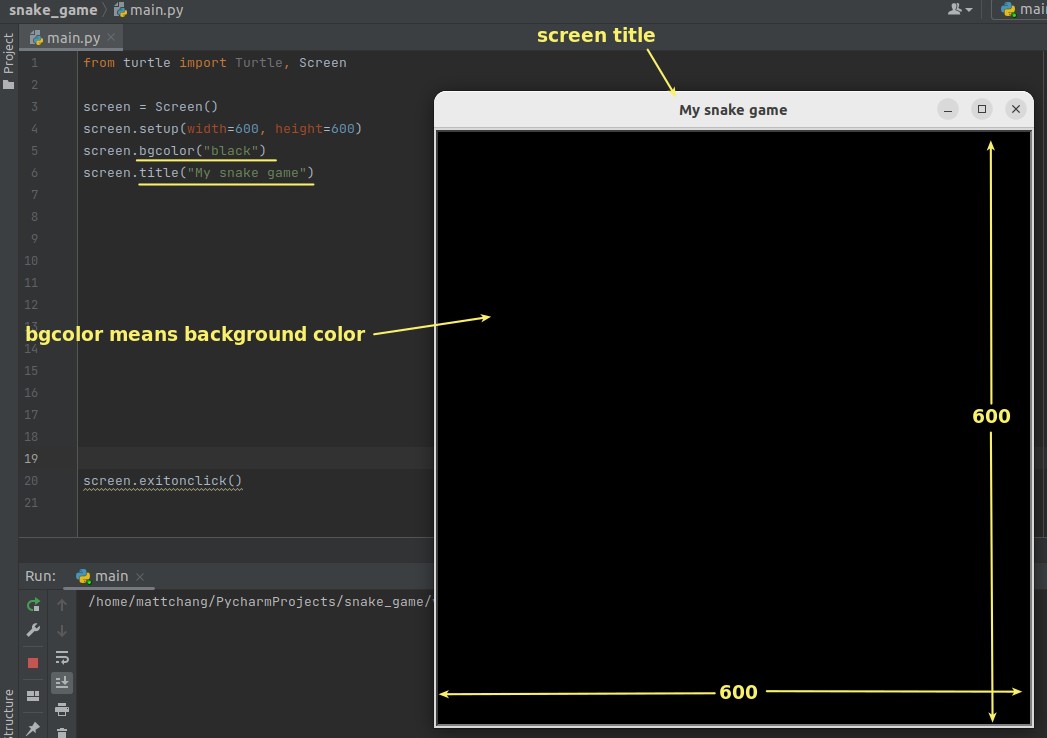 snake_game main.py
mai
Project
main.py
screen title
1 from turtle import Turtle, Screen
2
3 screen = Screen()
4 screen.setup(width=600, height=600)
5 screen.bgcolor("black")
6 screen.title("My snake game")
7
8
9
10
11
12
bgcolor means background color
14
15
16
17
18
19
20 screen.exitonclick()
21
My snake game
600
600
Run: main
/home/mattchang/PycharmProjects/snake_game/
tructure